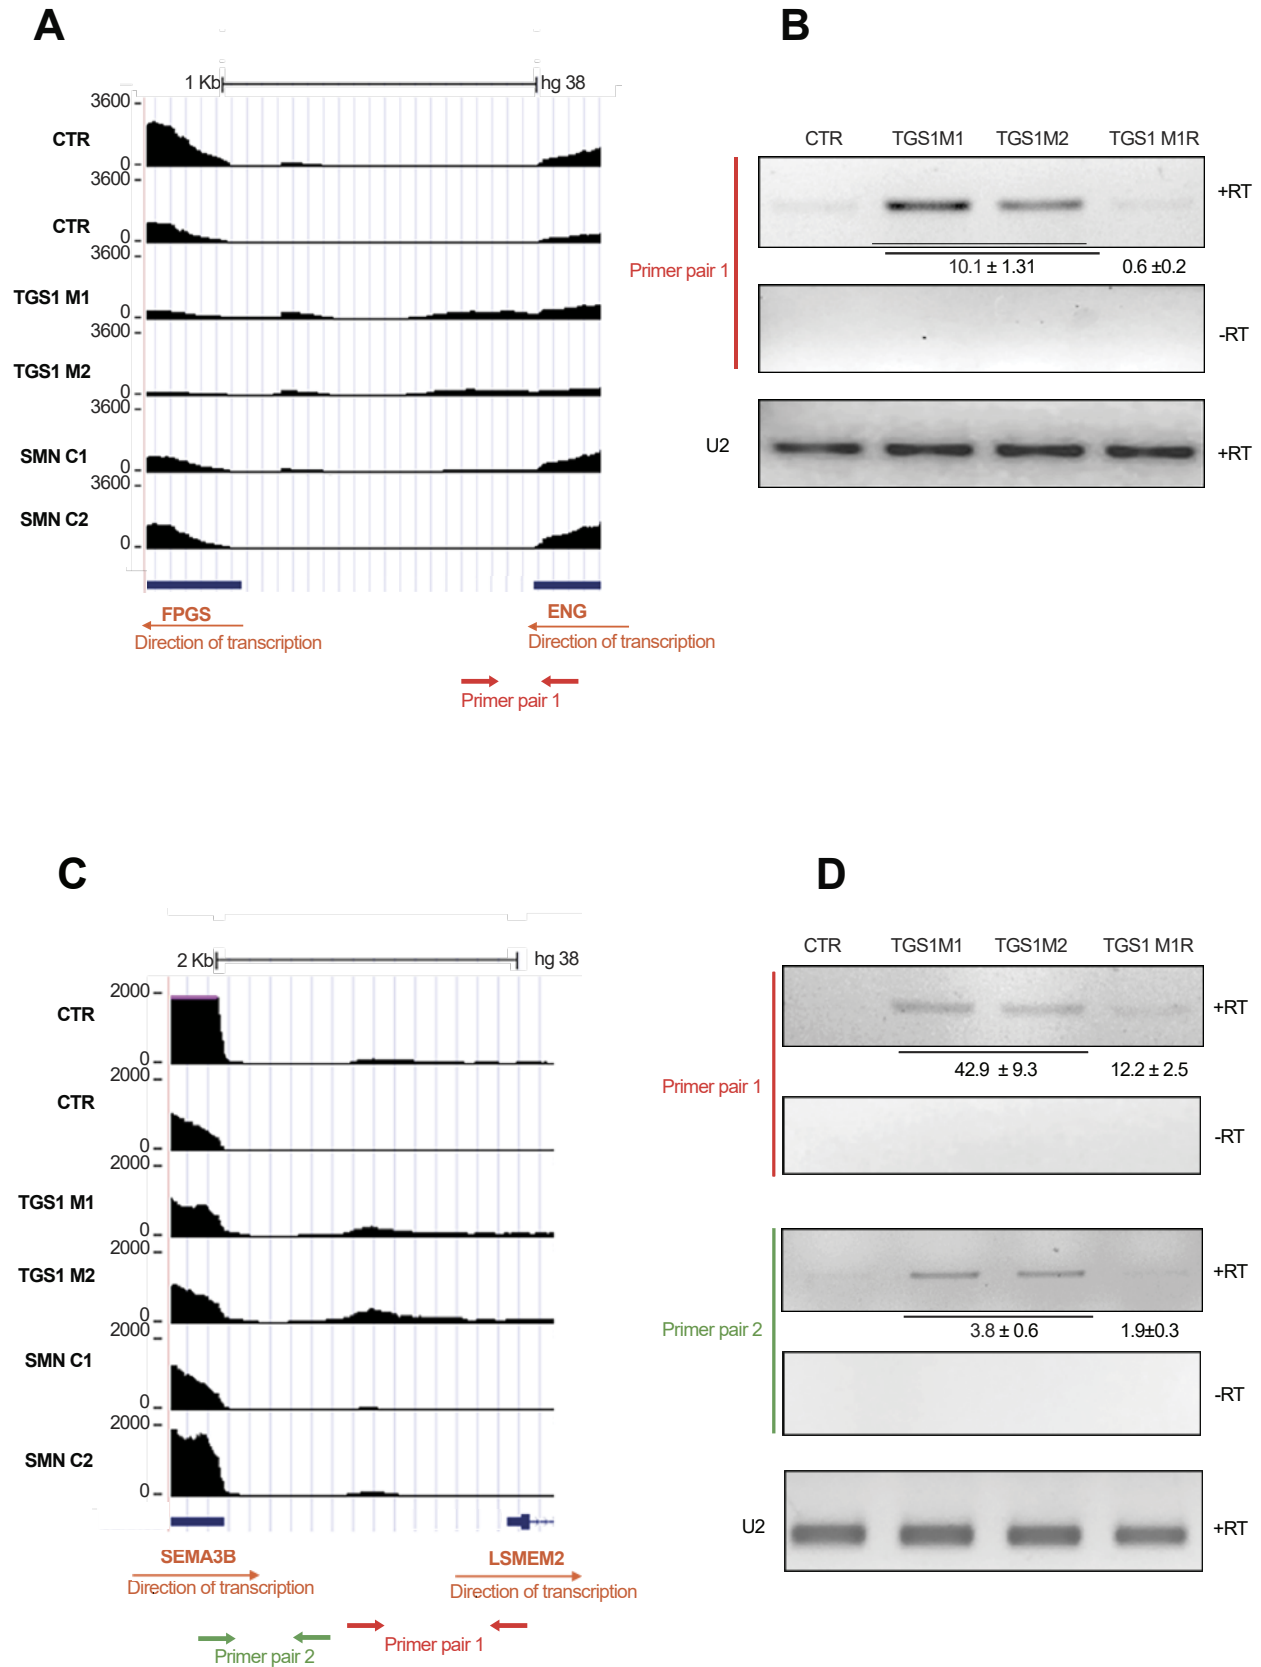 A
1 Kb
hg 38
3600
CTR
0
3600
CTR
0
3600
TGS1 M1
0
3600
TGS1 M2
0
3600
SMN C1
0
3600
SMN C2
0
FPGS
Direction of transcription
ENG
Direction of transcription
Primer pair 1
B
CTR TGS1M1 TGS1M2 TGS1 M1R
+RT
10.1 ± 1.31 0.6 ±0.2
Primer pair 1
-RT
U2
+RT
C
2 Kb
hg 38
2000
CTR
0
2000
CTR
0
2000
TGS1 M1
0
2000
TGS1 M2
0
2000
SMN C1
0
2000
SMN C2
0
SEMA3B
Direction of transcription
LSMEM2
Direction of transcription
Primer pair 1
Primer pair 2
D
CTR TGS1M1 TGS1M2 TGS1 M1R
+RT
42.9 ± 9.3 12.2 ± 2.5
Primer pair 1
-RT
+RT
3.8 ± 0.6 1.9±0.3
Primer pair 2
-RT
U2
+RT